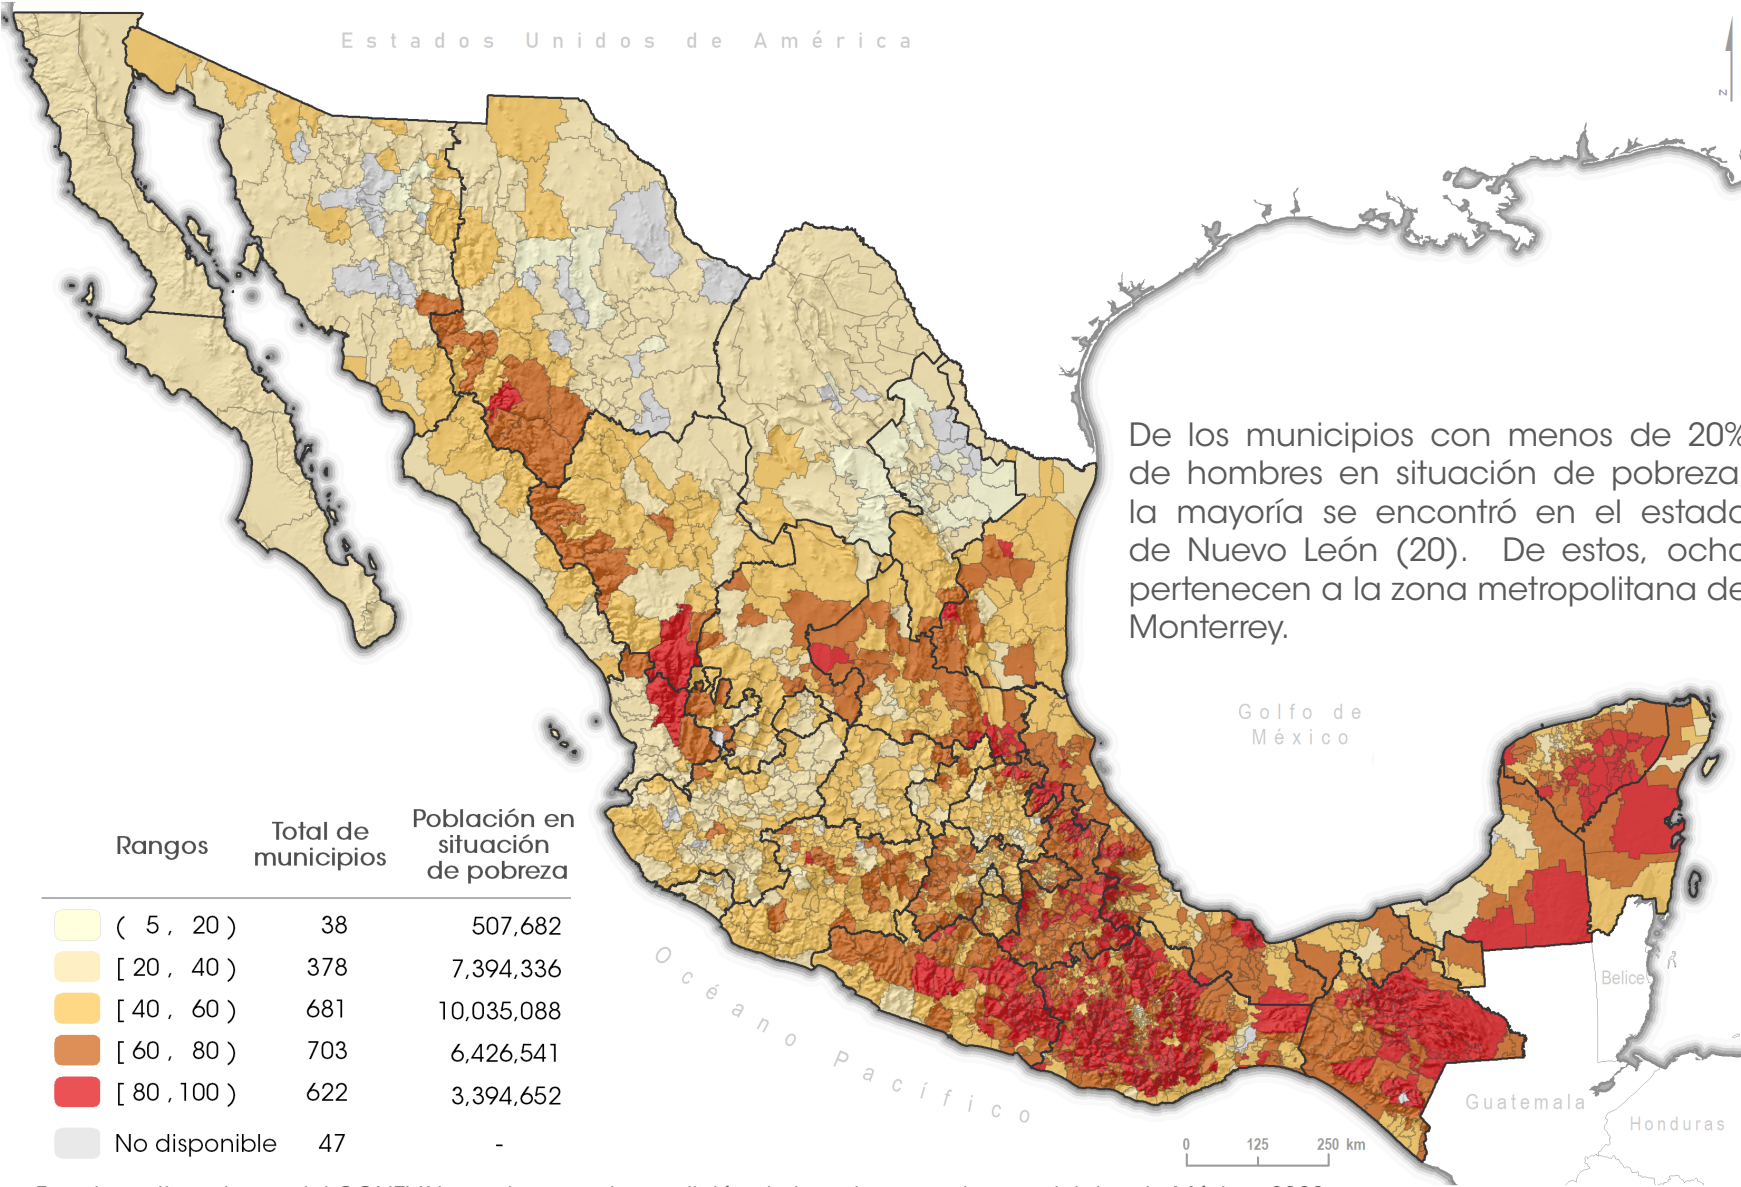 Estados Unidos de América
N
De los municipios con menos de 20%
de hombres en situación de pobreza,
la mayoría se encontró en el estado
de Nuevo León (20). De estos, ocho
pertenecen a la zona metropolitana de
Monterrey.
Golfo de
México
Rangos
Total de
municipios
Población en
situación
de pobreza
( 5 , 20 ) 38 507,682
[ 20 , 40 ) 378 7,394,336
[ 40 , 60 ) 681 10,035,088
[ 60 , 80 ) 703 6,426,541
[ 80 , 100 ) 622 3,394,652
No disponible 47 -
Océano Pacífico
Belice
Guatemala
Honduras
0 125 250 km